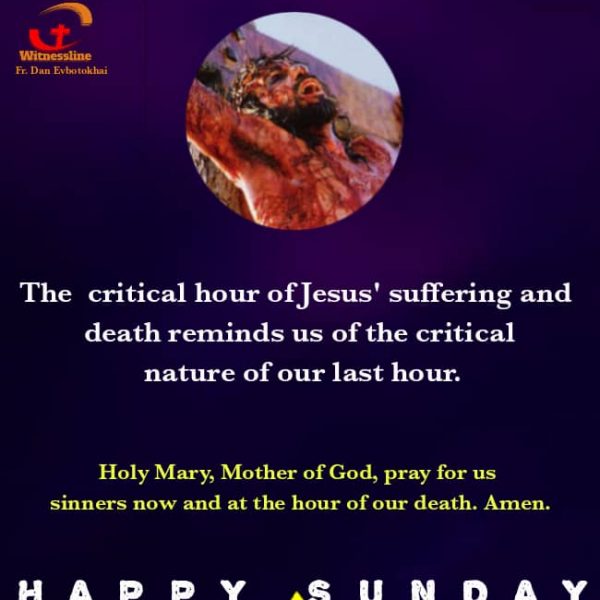 Witnessline
Fr. Dan Evbotokhai
The critical hour of Jesus' suffering and
death reminds us of the critical
nature of our last hour.
Holy Mary, Mother of God, pray for us
sinners now and at the hour of our death. Amen.
HAPPY SUNDAY